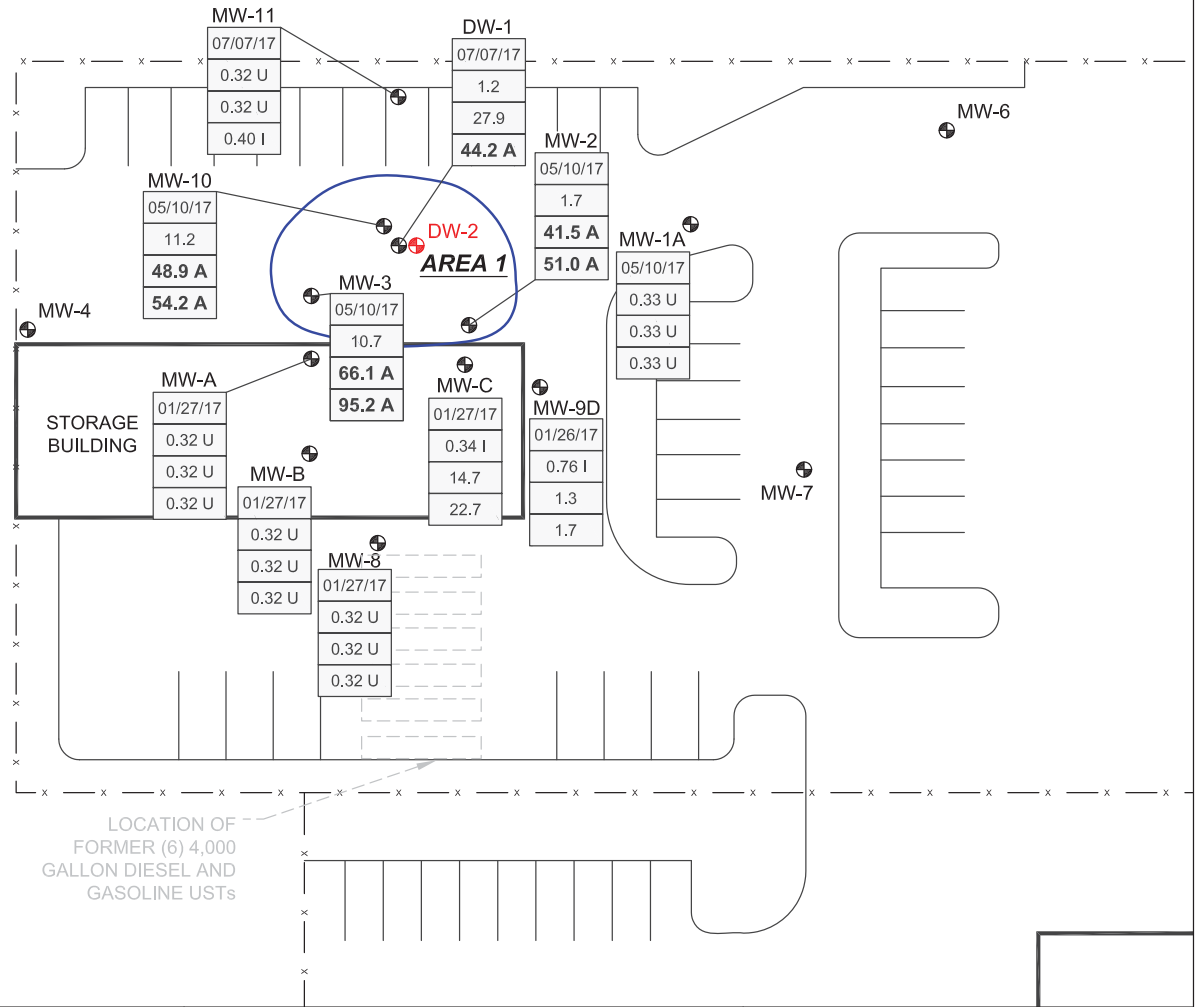 MW-11
07/07/17
0.32 U
0.32 U
0.40 I
DW-1
07/07/17
1.2
27.9
44.2 A
MW-6
MW-2
05/10/17
1.7
41.5 A
51.0 A
MW-10
05/10/17
11.2
48.9 A
54.2 A
DW-2
AREA 1
MW-1A
05/10/17
0.33 U
0.33 U
0.33 U
MW-3
05/10/17
10.7
66.1 A
95.2 A
MW-4
STORAGE
BUILDING
MW-A
01/27/17
0.32 U
0.32 U
0.32 U
MW-C
01/27/17
0.34 I
14.7
22.7
MW-9D
01/26/17
0.76 I
1.3
1.7
MW-7
MW-B
01/27/17
0.32 U
0.32 U
0.32 U
MW-8
01/27/17
0.32 U
0.32 U
0.32 U
LOCATION OF
FORMER (6) 4,000
GALLON DIESEL AND
GASOLINE USTs